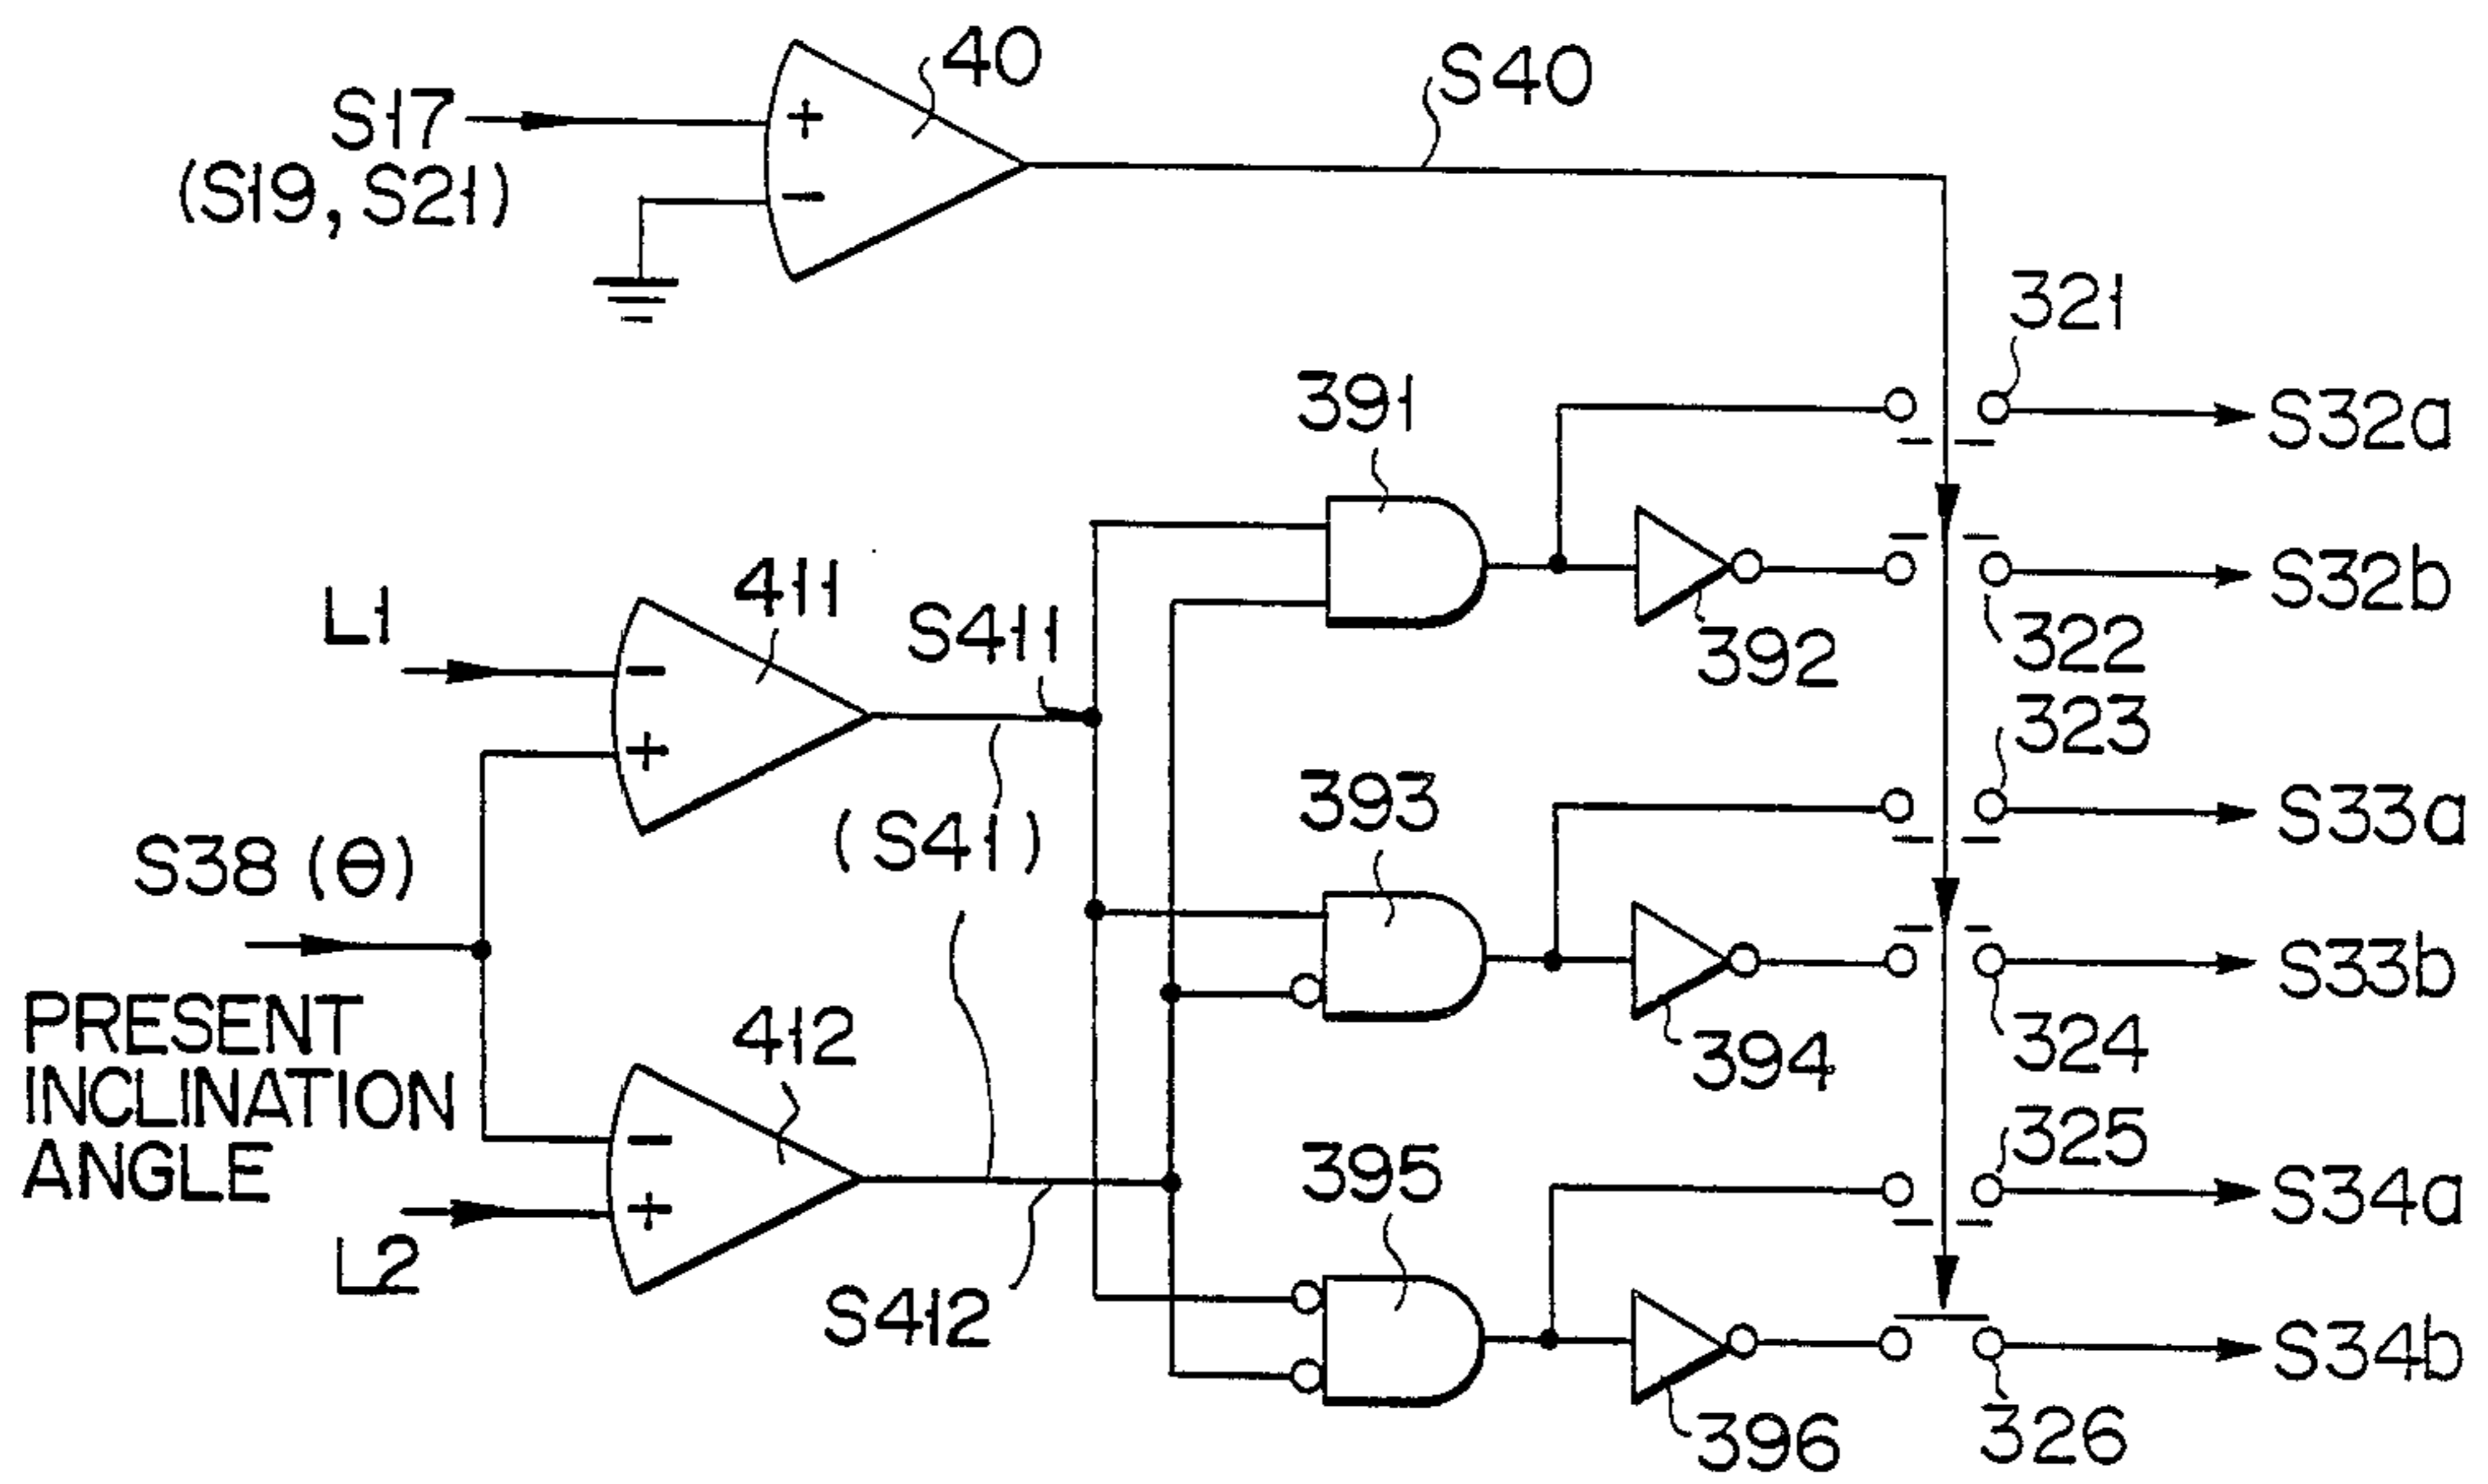 40
S40
S17
(S19, S21)
+
−
321
S32a
391
S32b
322
392
L1
411
S411
−
+
(S41)
323
S33a
393
S38 (θ)
S33b
324
394
PRESENT
INCLINATION
ANGLE
412
−
+
L2
S412
395
325
S34a
S34b
326
396